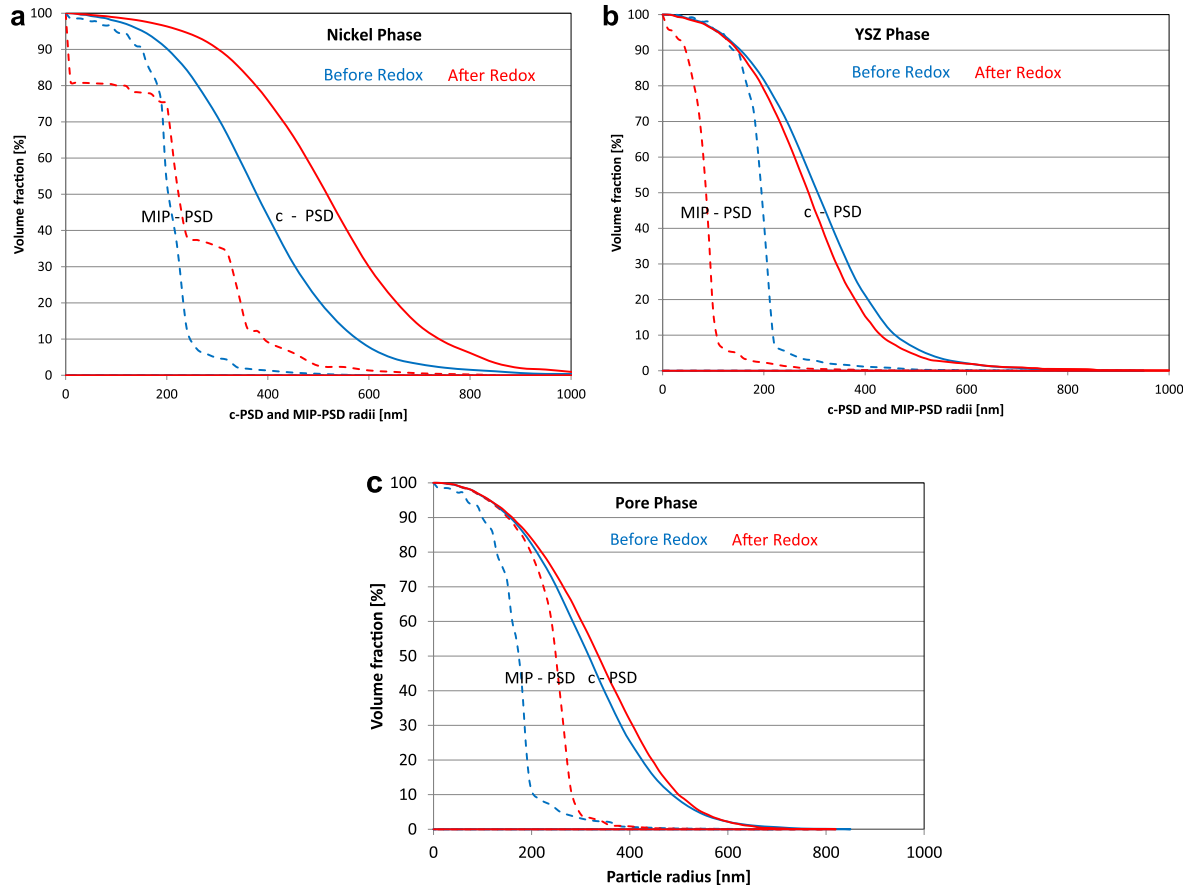 a
Nickel Phase
Before Redox After Redox
Volume fraction [%]
100
90
80
70
60
50
40
30
20
10
0
MIP - PSD c - PSD
0 200 400 600 800 1000
c-PSD and MIP-PSD radii [nm]
b
YSZ Phase
Before Redox After Redox
Volume fraction [%]
100
90
80
70
60
50
40
30
20
10
0
MIP - PSD c - PSD
0 200 400 600 800 1000
c-PSD and MIP-PSD radii [nm]
c
Pore Phase
Before Redox After Redox
Volume fraction [%]
100
90
80
70
60
50
40
30
20
10
0
MIP - PSD c - PSD
0 200 400 600 800 1000
Particle radius [nm]